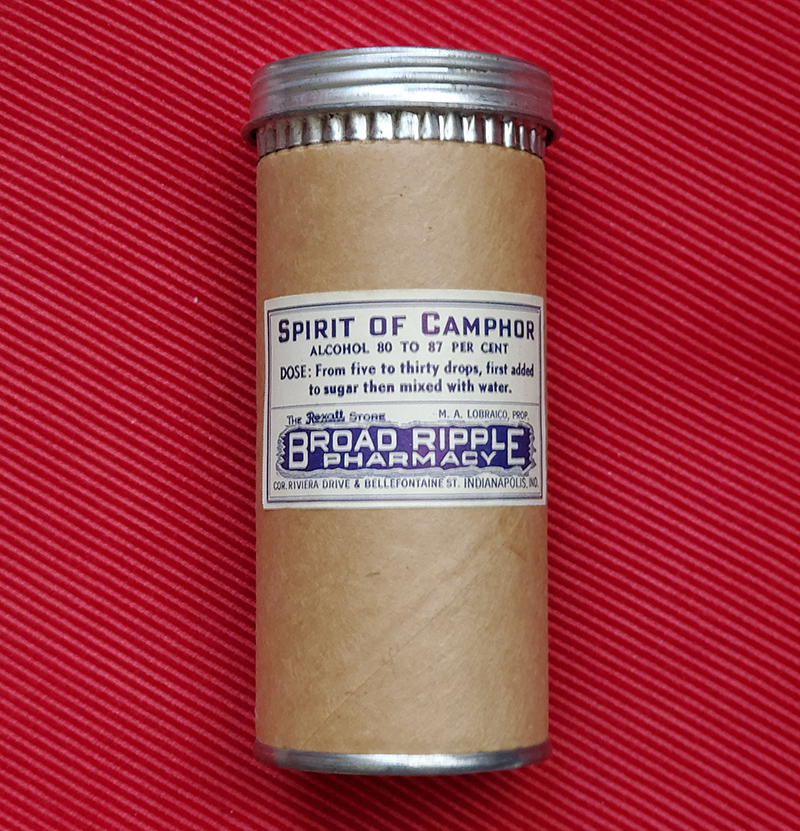 SPIRIT OF CAMPHOR
ALCOHOL 80 TO 87 PER CENT
DOSE: From five to thirty drops, first added
to sugar then mixed with water.
THE Rexall STORE M. A. LOBRAICO, PROP.
BROAD RIPPLE
PHARMACY
COR. RIVIERA DRIVE & BELLEFONTAINE ST. INDIANAPOLIS, IND.